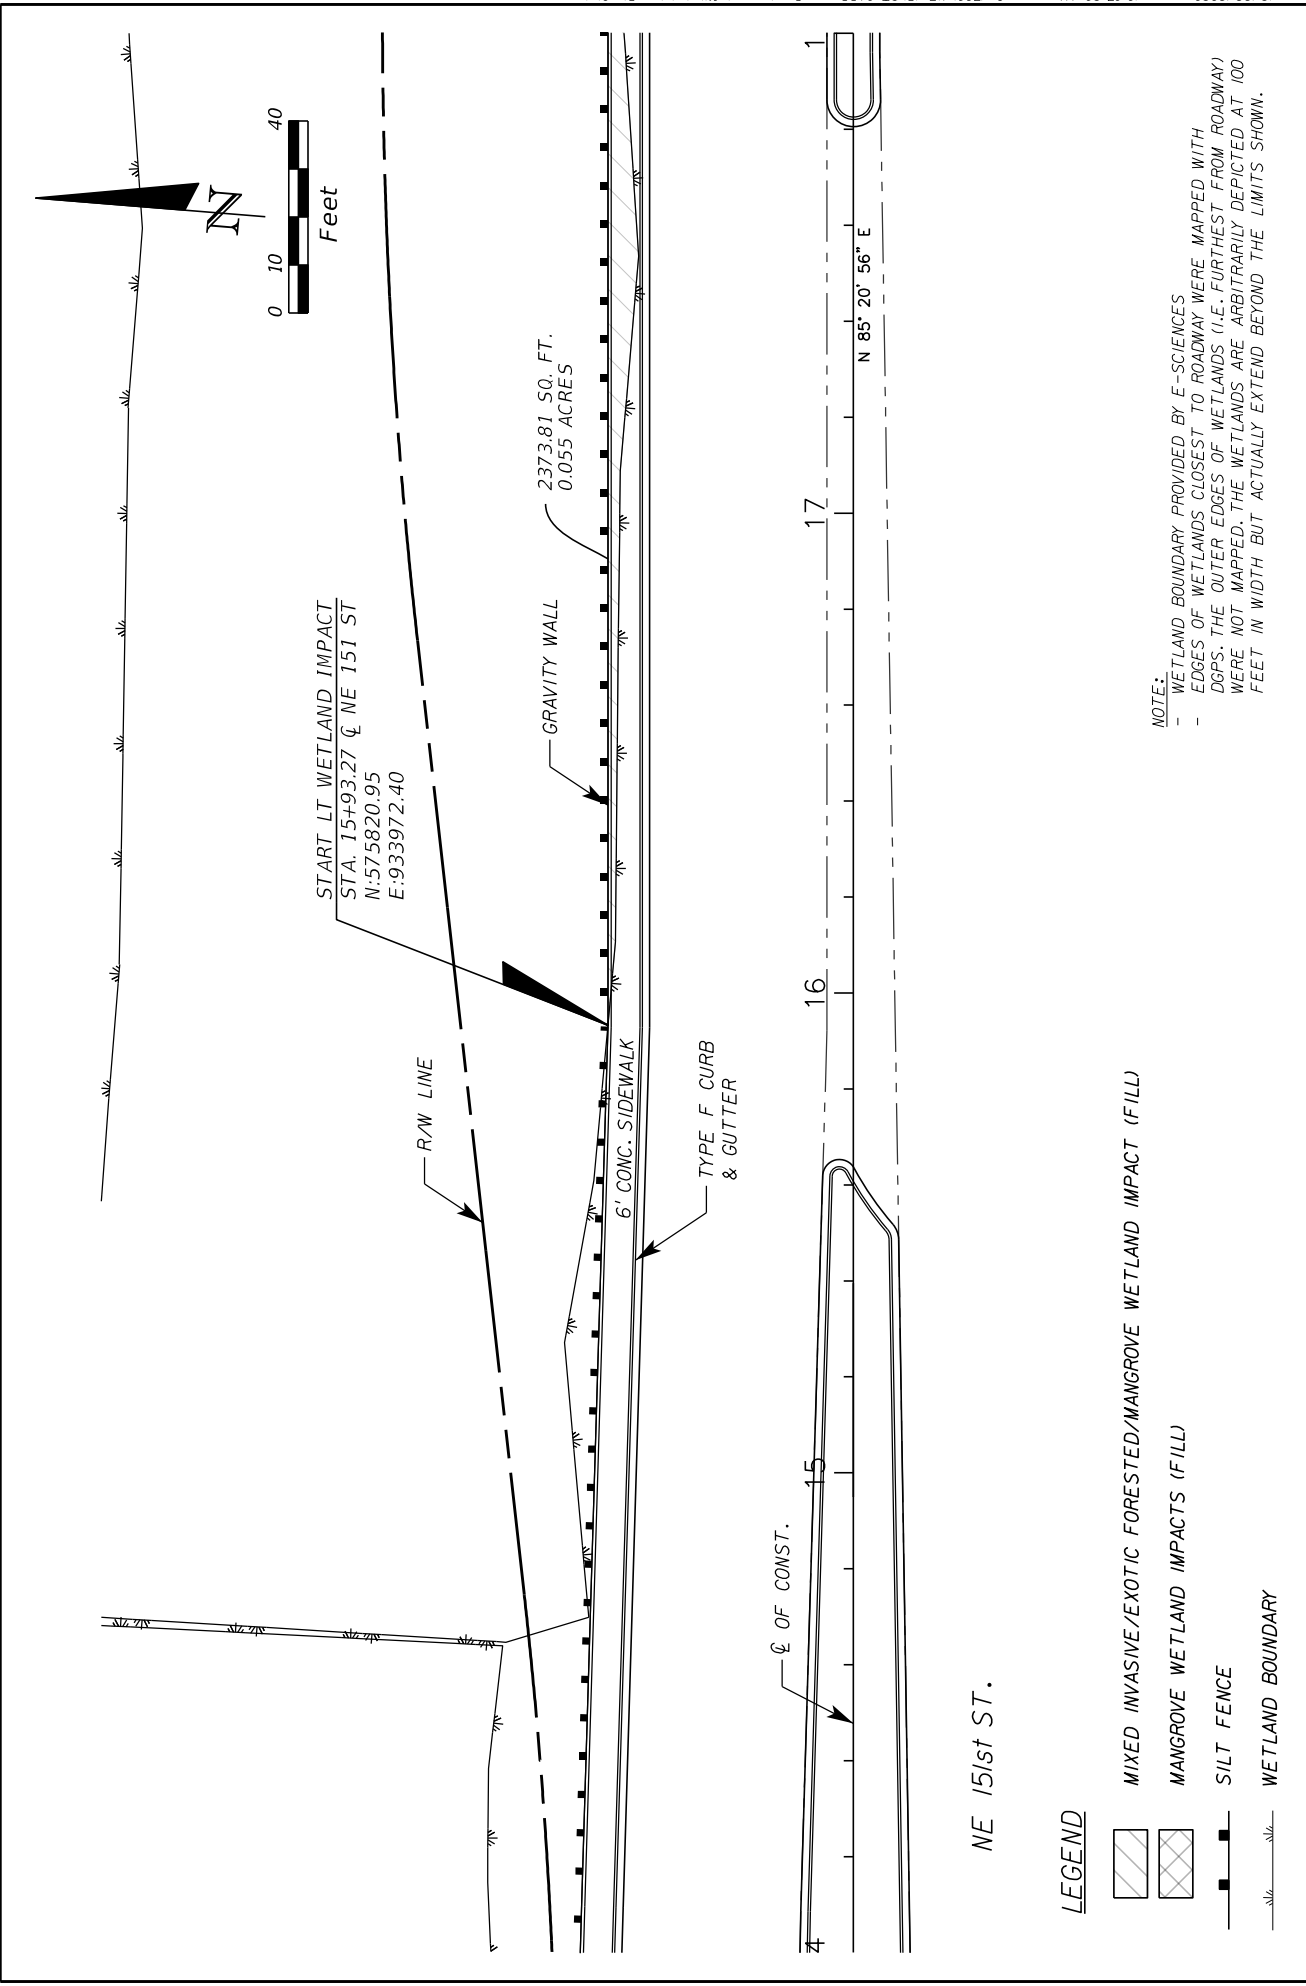 0 10 40
Feet
N
START LT WETLAND IMPACT
STA. 15+93.27 ℄ NE 151 ST
N:575820.95
E:933972.40
R/W LINE
2373.81 SQ. FT.
0.055 ACRES
GRAVITY WALL
6' CONC. SIDEWALK
TYPE F CURB
& GUTTER
℄ OF CONST.
4 15 16 17 1
N 85° 20' 56" E
NE 151st ST.
LEGEND
MIXED INVASIVE/EXOTIC FORESTED/MANGROVE WETLAND IMPACT (FILL)
MANGROVE WETLAND IMPACTS (FILL)
SILT FENCE
WETLAND BOUNDARY
NOTE:
- WETLAND BOUNDARY PROVIDED BY E-SCIENCES
- EDGES OF WETLANDS CLOSEST TO ROADWAY WERE MAPPED WITH
DGPS. THE OUTER EDGES OF WETLANDS (I.E. FURTHEST FROM ROADWAY)
WERE NOT MAPPED. THE WETLANDS ARE ARBITRARILY DEPICTED AT 100
FEET IN WIDTH BUT ACTUALLY EXTEND BEYOND THE LIMITS SHOWN.